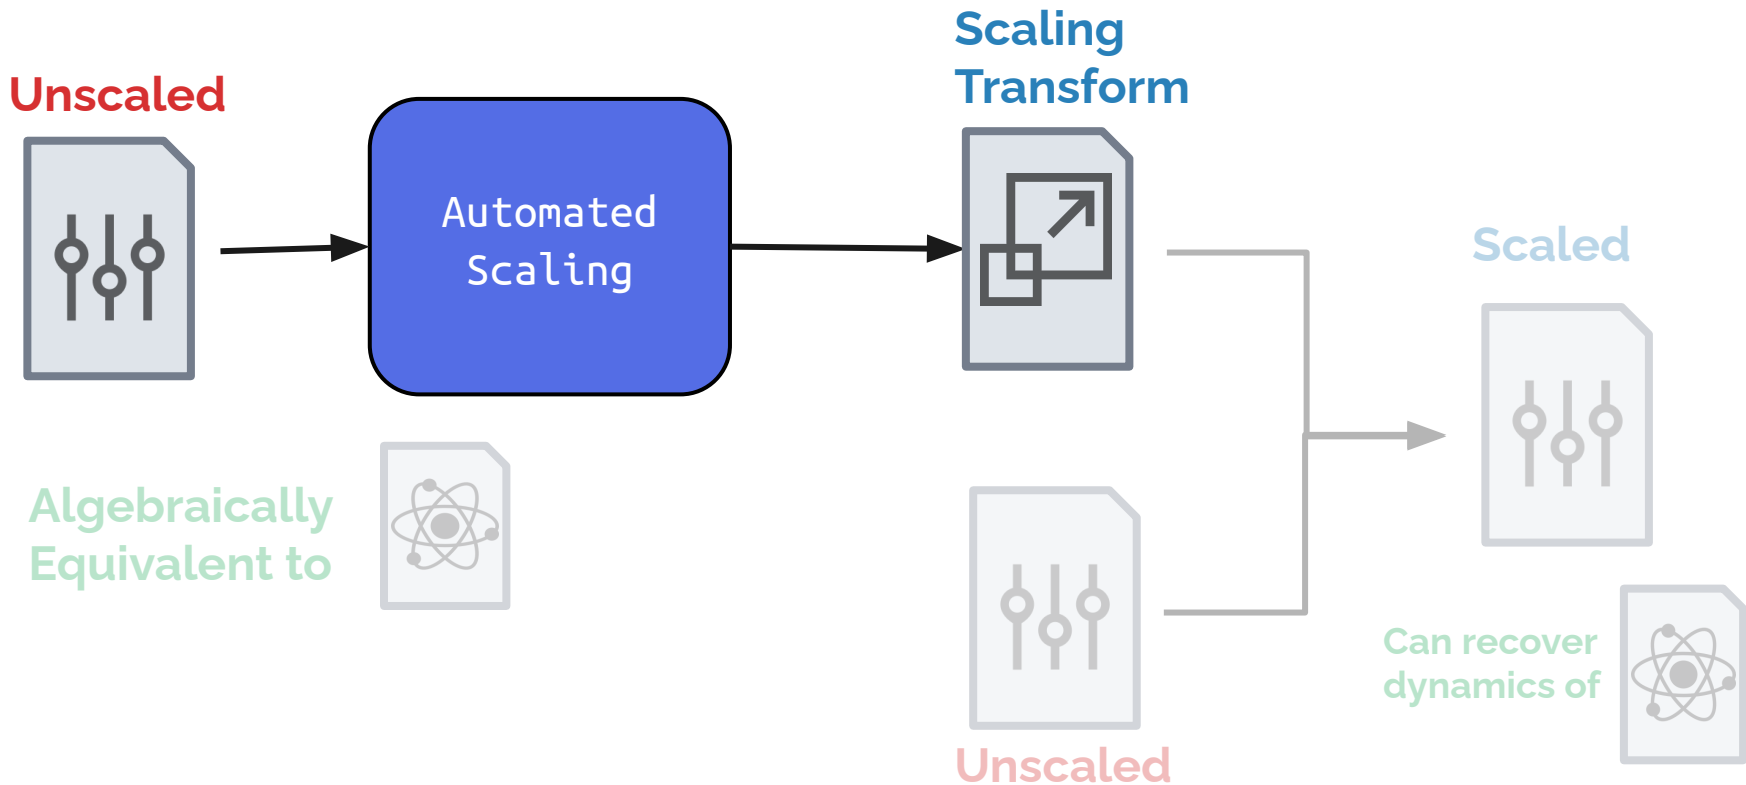 Unscaled
Automated
Scaling
Scaling
Transform
Scaled
Algebraically
Equivalent to
Can recover
dynamics of
Unscaled